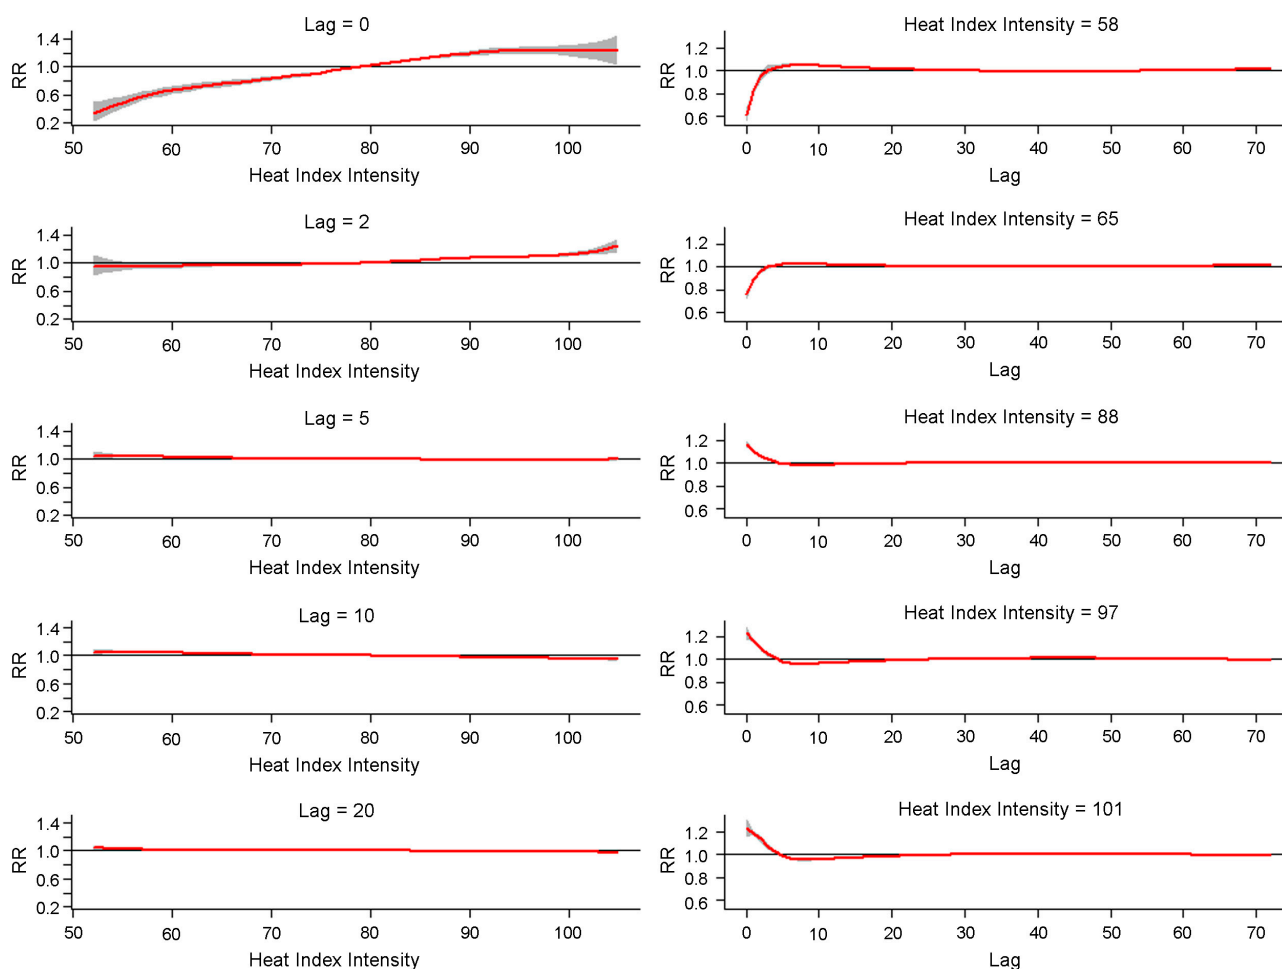 Lag = 0
1.4
1.0
0.6
0.2
RR
50 60 70 80 90 100
Heat Index Intensity
Heat Index Intensity = 58
1.2
1.0
0.8
0.6
RR
0 10 20 30 40 50 60 70
Lag
Lag = 2
1.4
1.0
0.6
0.2
RR
50 60 70 80 90 100
Heat Index Intensity
Heat Index Intensity = 65
1.2
1.0
0.8
0.6
RR
0 10 20 30 40 50 60 70
Lag
Lag = 5
1.4
1.0
0.6
0.2
RR
50 60 70 80 90 100
Heat Index Intensity
Heat Index Intensity = 88
1.2
1.0
0.8
0.6
RR
0 10 20 30 40 50 60 70
Lag
Lag = 10
1.4
1.0
0.6
0.2
RR
50 60 70 80 90 100
Heat Index Intensity
Heat Index Intensity = 97
1.2
1.0
0.8
0.6
RR
0 10 20 30 40 50 60 70
Lag
Lag = 20
1.4
1.0
0.6
0.2
RR
50 60 70 80 90 100
Heat Index Intensity
Heat Index Intensity = 101
1.2
1.0
0.8
0.6
RR
0 10 20 30 40 50 60 70
Lag